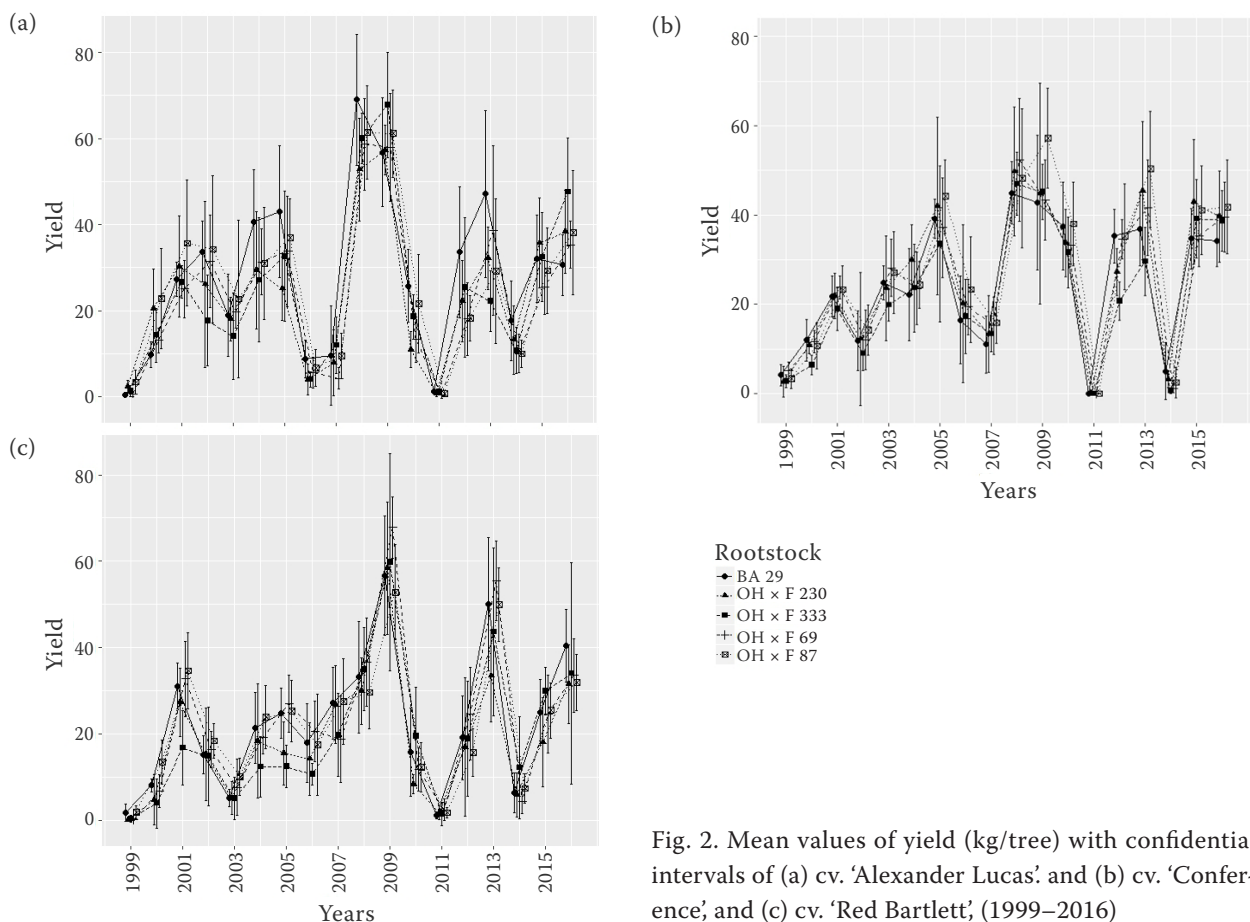 (a)
80
60
40
20
0
Yield
(b)
80
60
40
20
0
Yield
1999
2001
2003
2005
2007
2009
2011
2013
2015
Years
(c)
80
60
40
20
0
Yield
1999
2001
2003
2005
2007
2009
2011
2013
2015
Years
Rootstock
BA 29
OH × F 230
OH × F 333
OH × F 69
OH × F 87
Fig. 2. Mean values of yield (kg/tree) with confidential
intervals of (a) cv. ‘Alexander Lucas’. and (b) cv. ‘Confer-
ence’, and (c) cv. ‘Red Bartlett’, (1999–2016)